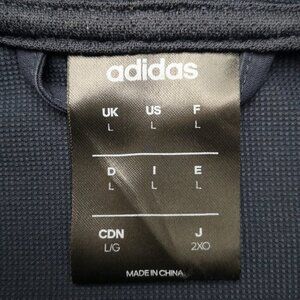 adidas
UK US F
L L L
D I E
L L L
CDN J
L/G 2XO
MADE IN CHINA